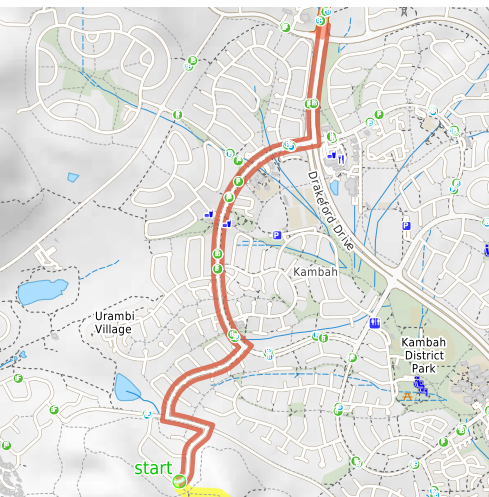 Drakeford Drive
Kambah
Urambi
Village
Kambah
District
Park
start